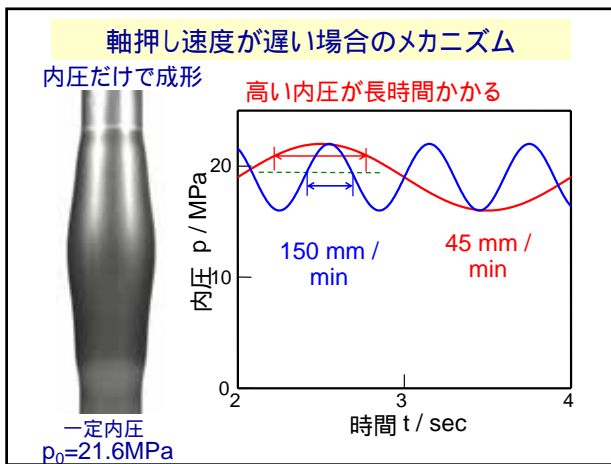 軸押し速度が遅い場合のメカニズム
内圧だけで成形
高い内圧が長時間かかる
内圧 p / MPa
20
10
0
150 mm /
min
45 mm /
min
2
3
4
時間 t / sec
一定内圧
p₀=21.6MPa